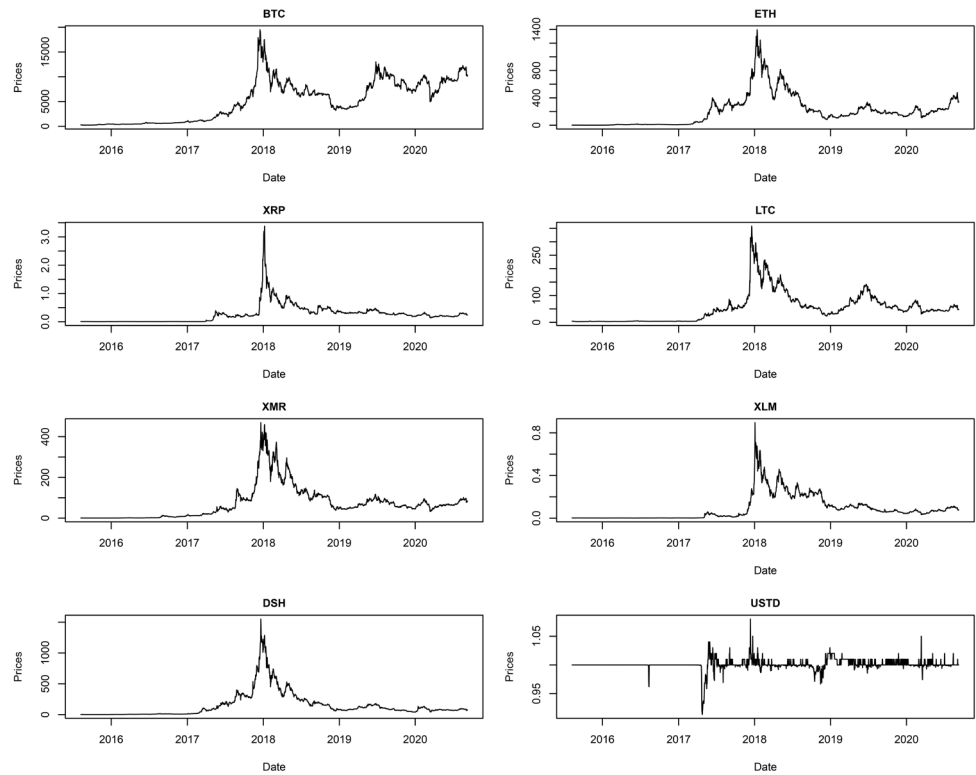 BTC
Prices
0 5000 15000
2016 2017 2018 2019 2020
Date
ETH
Prices
0 400 800 1400
2016 2017 2018 2019 2020
Date
XRP
Prices
0.0 1.0 2.0 3.0
2016 2017 2018 2019 2020
Date
LTC
Prices
0 100 250
2016 2017 2018 2019 2020
Date
XMR
Prices
0 200 400
2016 2017 2018 2019 2020
Date
XLM
Prices
0.0 0.4 0.8
2016 2017 2018 2019 2020
Date
DSH
Prices
0 500 1000
2016 2017 2018 2019 2020
Date
USTD
Prices
0.95 1.05
2016 2017 2018 2019 2020
Date